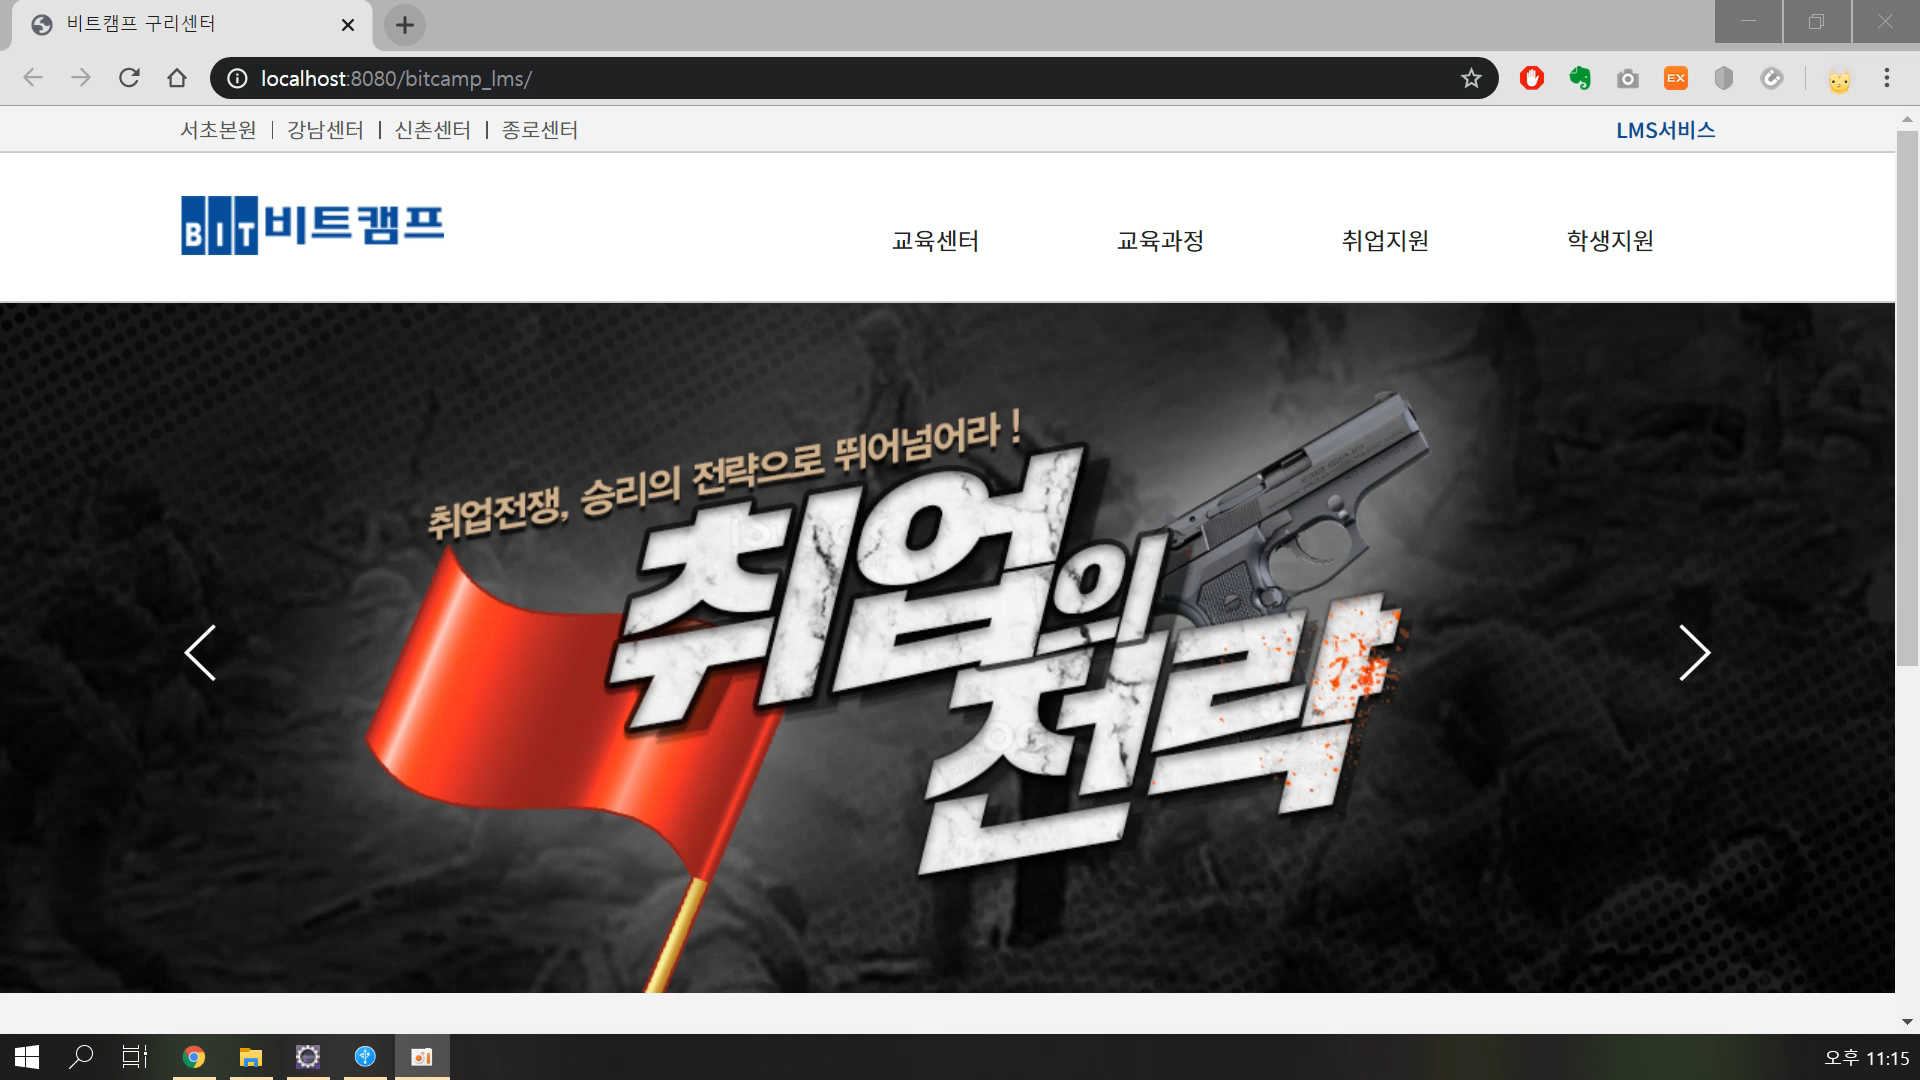 비트캠프 구리센터
localhost:8080/bitcamp_lms/
EX
서초본원 | 강남센터 | 신촌센터 | 종로센터
LMS서비스
BIT 비트캠프
교육센터 교육과정 취업지원 학생지원
취업전쟁, 승리의 전략으로 뛰어넘어라 !
취업의
전략
오후 11:15